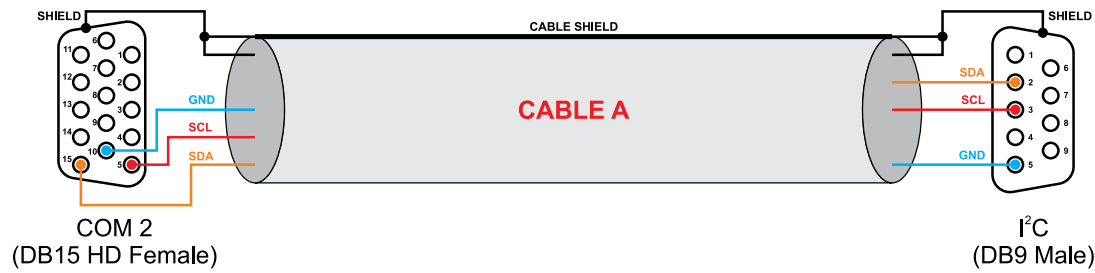 SHIELD
CABLE SHIELD
SHIELD
6
11
1
1
12
7
2
6
SDA
2
13
8
3
7
GND
CABLE A
SCL
3
14
9
4
8
SCL
4
15
10
5
9
SDA
GND
5
COM 2
(DB15 HD Female)
I²C
(DB9 Male)